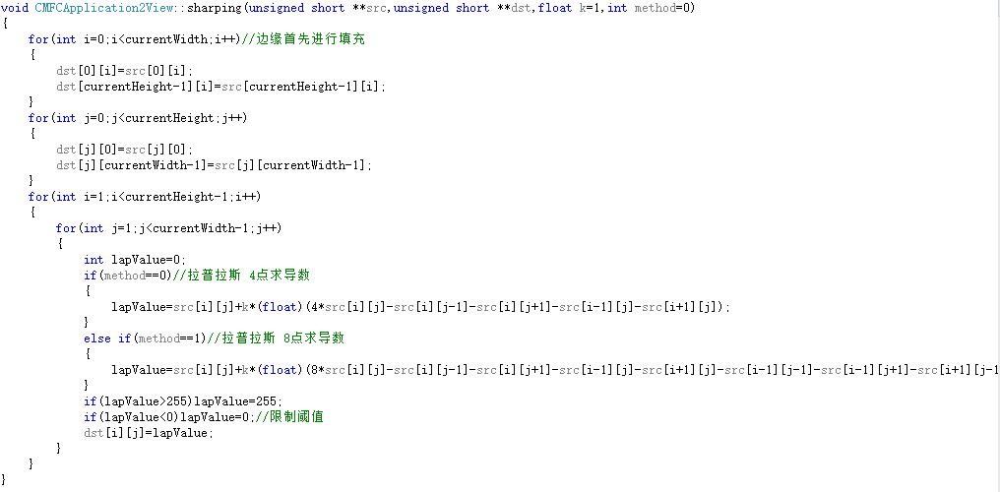 void CMFCApplication2View::sharping(unsigned short **src,unsigned short **dst,float k=1,int method=0)
{
    for(int i=0;i<currentWidth;i++)//边缘首先进行填充
    {
        dst[0][i]=src[0][i];
        dst[currentHeight-1][i]=src[currentHeight-1][i];
    }
    for(int j=0;j<currentHeight;j++)
    {
        dst[j][0]=src[j][0];
        dst[j][currentWidth-1]=src[j][currentWidth-1];
    }
    for(int i=1;i<currentHeight-1;i++)
    {
        for(int j=1;j<currentWidth-1;j++)
        {
            int lapValue=0;
            if(method==0)//拉普拉斯 4点求导数
            {
                lapValue=src[i][j]+k*(float)(4*src[i][j]-src[i][j-1]-src[i][j+1]-src[i-1][j]-src[i+1][j]);
            }
            else if(method==1)//拉普拉斯 8点求导数
            {
                lapValue=src[i][j]+k*(float)(8*src[i][j]-src[i][j-1]-src[i][j+1]-src[i-1][j]-src[i+1][j]-src[i-1][j-1]-src[i-1][j+1]-src[i+1][j-1
            }
            if(lapValue>255)lapValue=255;
            if(lapValue<0)lapValue=0;//限制阈值
            dst[i][j]=lapValue;
        }
    }
}